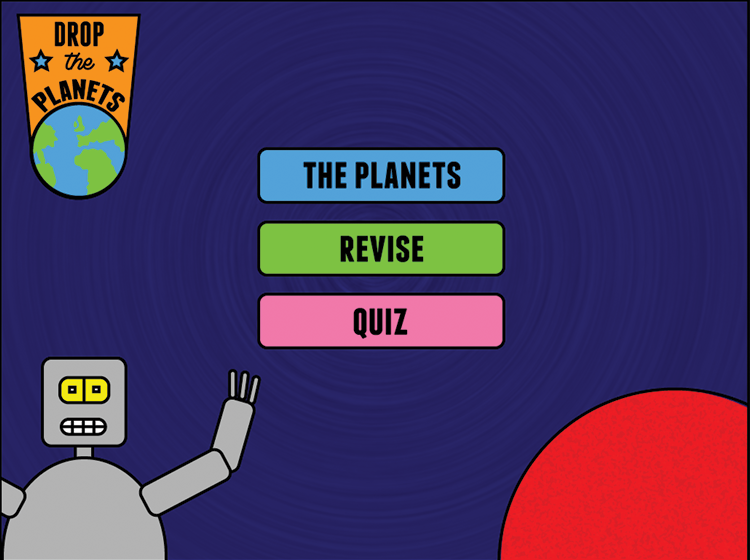 DROP
the
PLANETS
THE PLANETS
REVISE
QUIZ